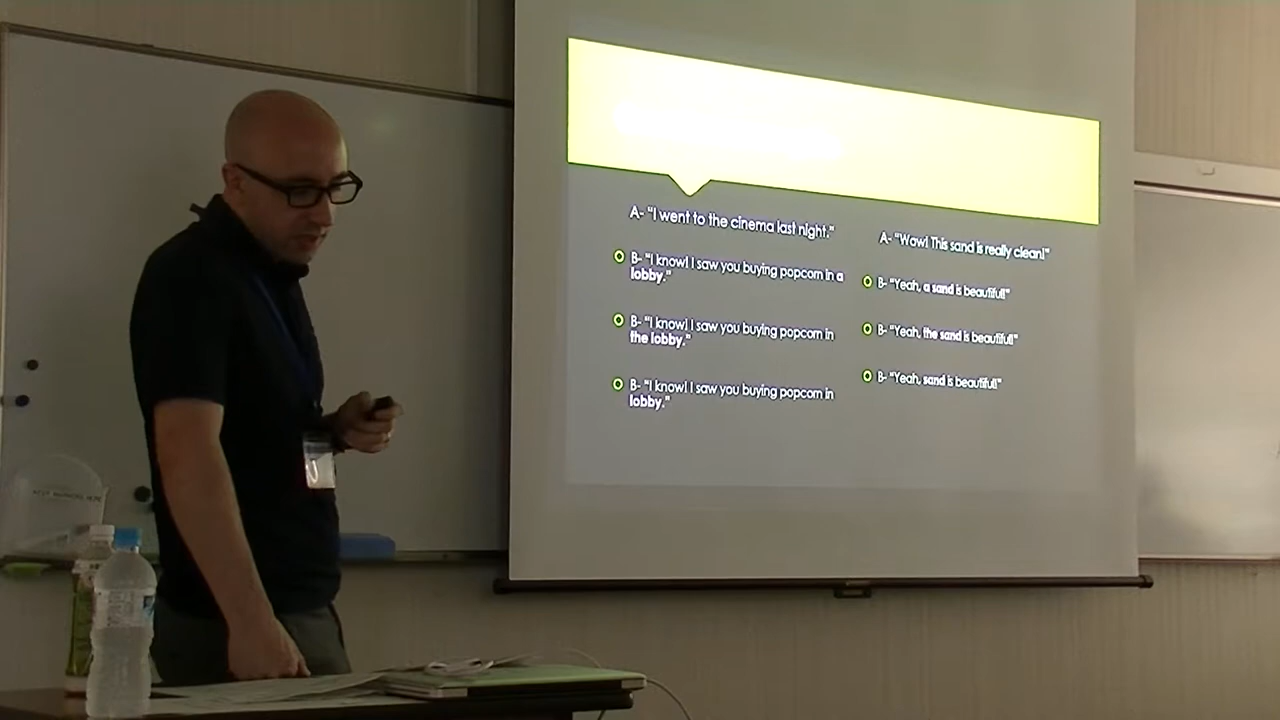 A- "I went to the cinema last night."
B- "I know! I saw you buying popcorn in a
lobby."
B- "I know! I saw you buying popcorn in
the lobby."
B- "I know! I saw you buying popcorn in
lobby."
A- "Wow! This sand is really clean!"
B- "Yeah, a sand is beautiful!"
B- "Yeah, the sand is beautiful!"
B- "Yeah, sand is beautiful!"